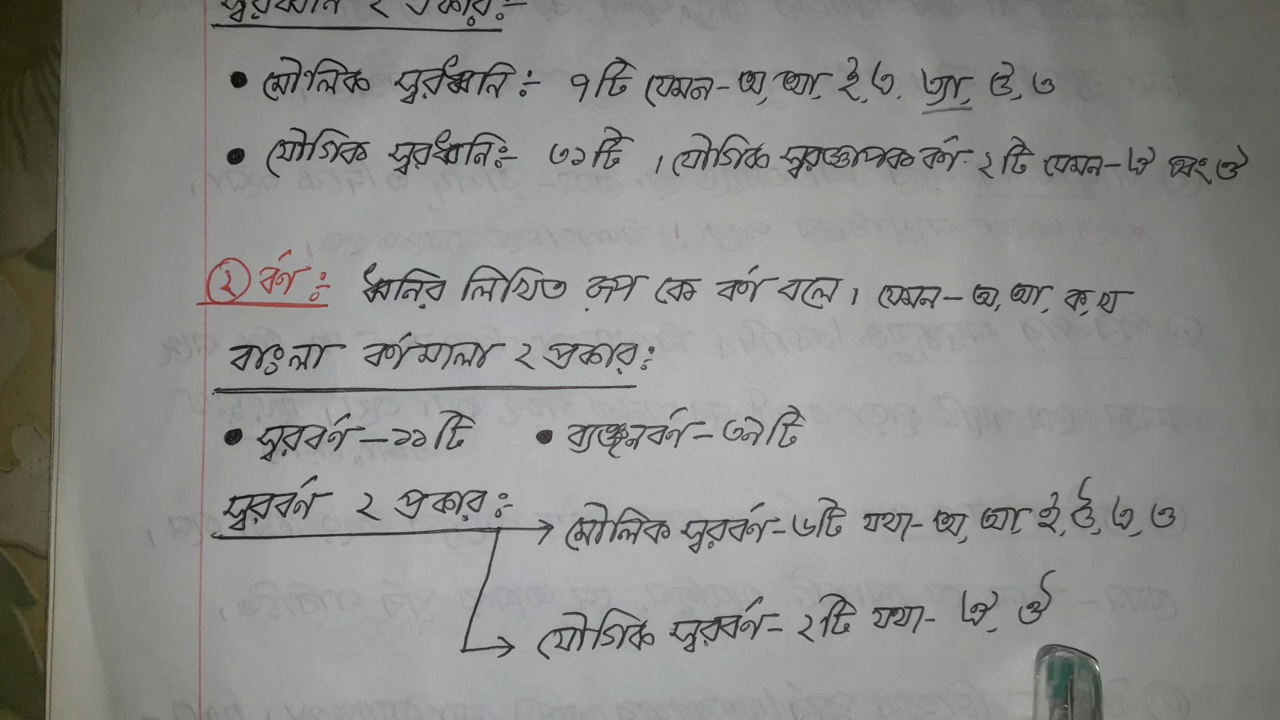 স্বরধ্বনি ২ প্রকার:-
• মৌলিক স্বরধ্বনি:- ৭টি যেমন- অ, আ, ই, এ, অ্যা, উ, ও
• যৌগিক স্বরধ্বনি:- ৩১টি । যৌগিক স্বরজ্ঞাপক বর্ণ- ২টি যেমন- ঐ এবং ঔ
২ বর্ণ: ধ্বনির লিখিত রূপ কে বর্ণ বলে। যেমন- অ, আ, ক, খ
বাংলা বর্ণমালা ২ প্রকার:
• স্বরবর্ণ - ১১টি • ব্যঞ্জনবর্ণ - ৩৯টি
স্বরবর্ণ ২ প্রকার:- → মৌলিক স্বরবর্ণ- ৬টি যথা- অ, আ, ই, উ, এ, ও
→ যৌগিক স্বরবর্ণ- ২টি যথা- ঐ, ঔ